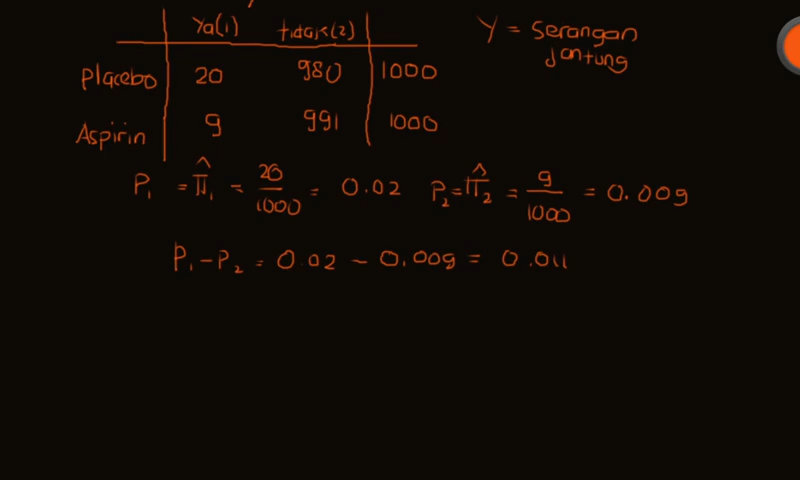 Ya(1) tidak(2) Y = Serangan
Jantung
Placebo 20 980 1000
Aspirin 9 991 1000
P₁ = π̂₁ = 20/1000 = 0.02 P₂ = π̂₂ = 9/1000 = 0.009
P₁ - P₂ = 0.02 - 0.009 = 0.011